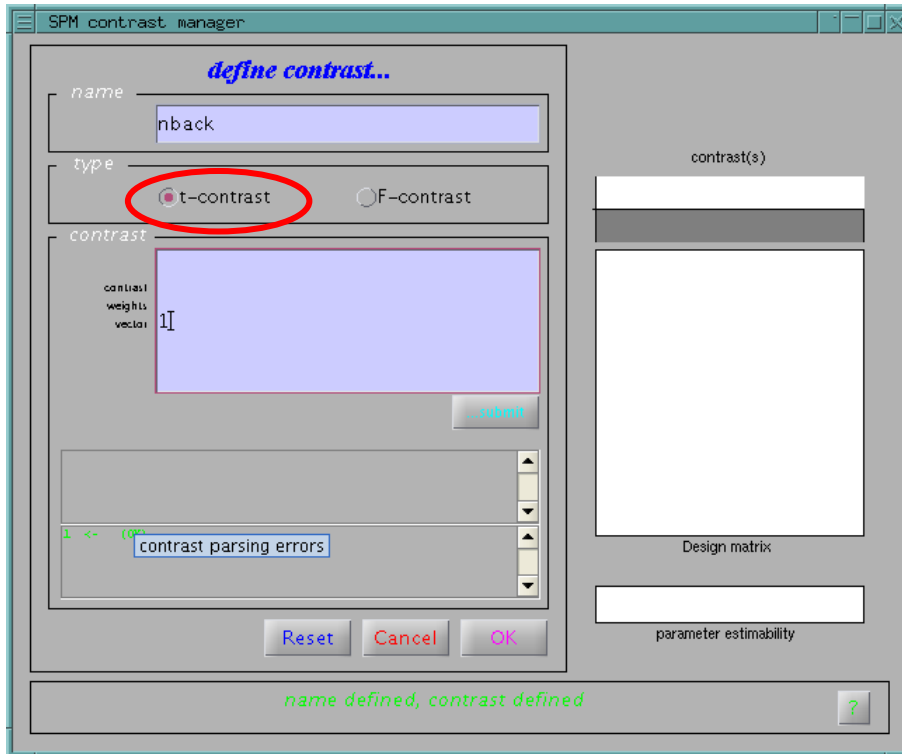 SPM contrast manager
define contrast...
name
nback
type
t-contrast
F-contrast
contrast
contrast
weights
vector
1
...submit
1 <- (OK)
contrast parsing errors
Reset
Cancel
OK
name defined, contrast defined
?
contrast(s)
Design matrix
parameter estimability